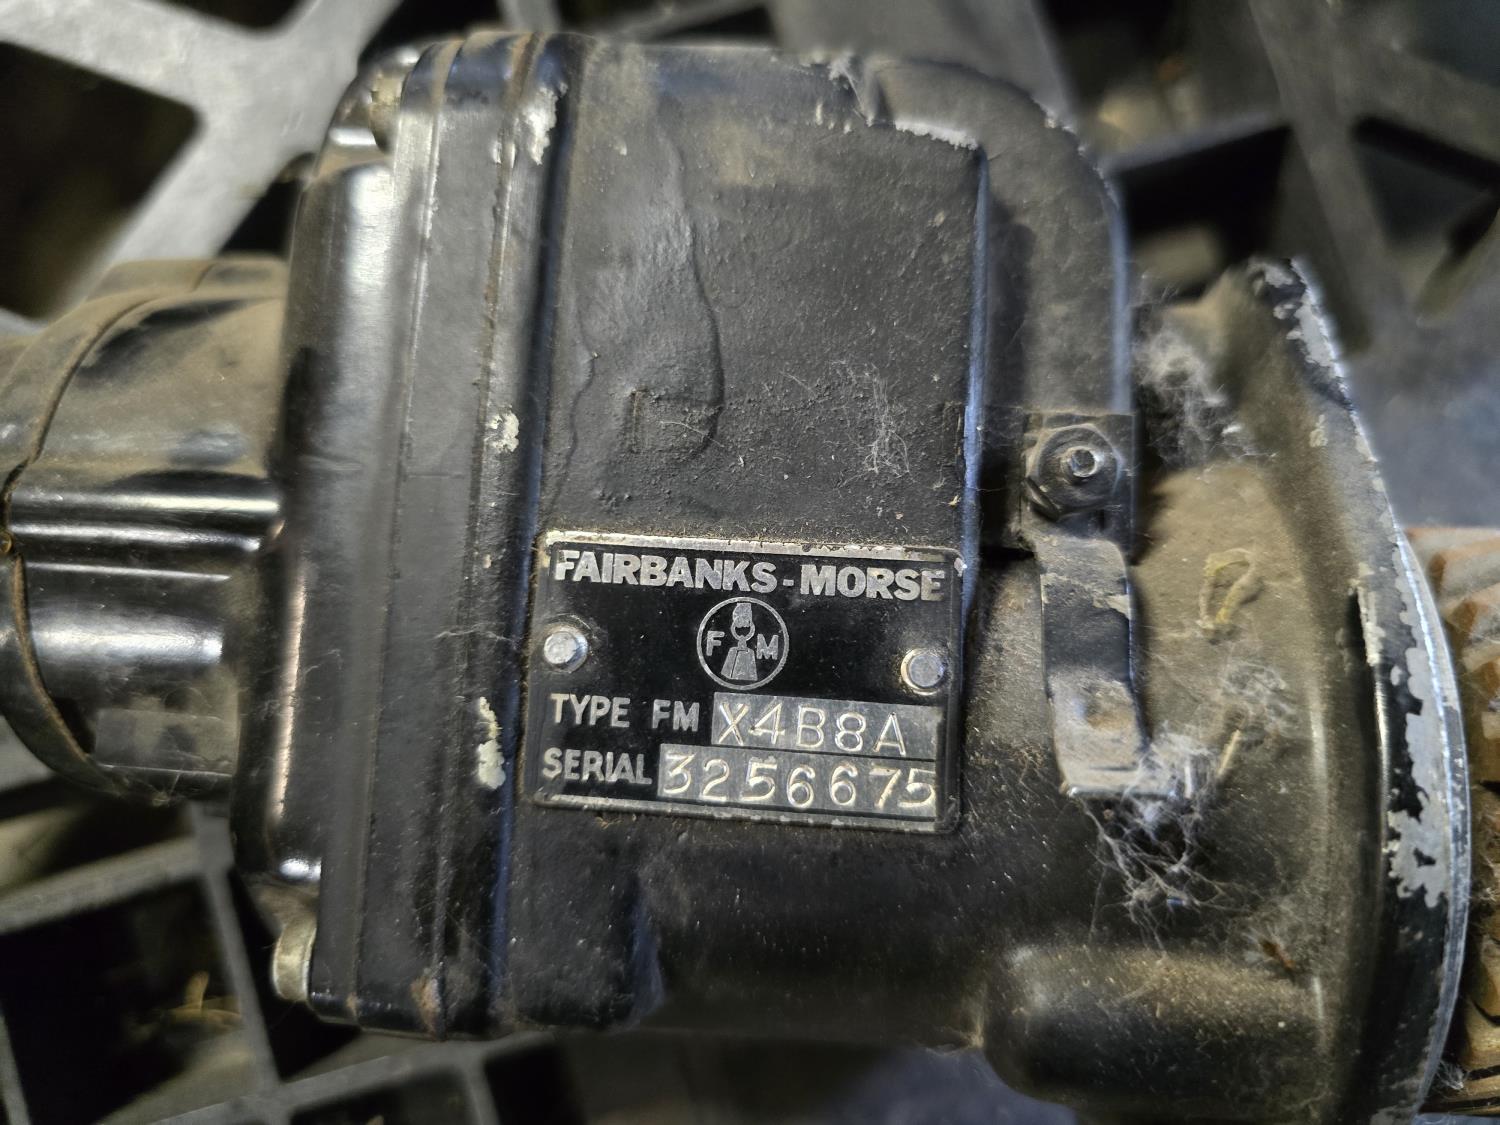 FAIRBANKS-MORSE
F M
TYPE FM X4B8A
SERIAL 3256675